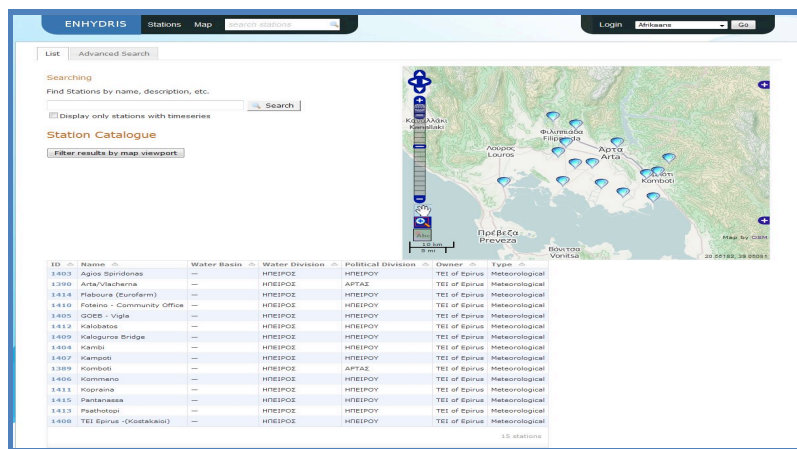 ENHYDRIS Stations Map search stations Login Afrikaans Go
List Advanced Search
Searching
Find Stations by name, description, etc.
Search
Display only stations with timeseries
Station Catalogue
Filter results by map viewport
Καναλλάκι
Kanallaki
Φιλιππιάδα
Filippiada
Λούρος
Louros
Άρτα
Arta
Κομπότι
Komboti
Πρέβεζα
Preveza
Βόνιτσα
Vonitsa
10 km
5 mi
Map by OSM
ID Name Water Basin Water Division Political Division Owner Type
1403 Agios Spiridonas — ΗΠΕΙΡΟΣ ΗΠΕΙΡΟΥ TEI of Epirus Meteorological
1390 Arta/Vlacherna — ΗΠΕΙΡΟΣ ΑΡΤΑΣ TEI of Epirus Meteorological
1414 Flaboura (Eurofarm) — ΗΠΕΙΡΟΣ ΗΠΕΙΡΟΥ TEI of Epirus Meteorological
1410 Foteino - Community Office — ΗΠΕΙΡΟΣ ΗΠΕΙΡΟΥ TEI of Epirus Meteorological
1405 GOEB - Vigla — ΗΠΕΙΡΟΣ ΗΠΕΙΡΟΥ TEI of Epirus Meteorological
1412 Kalobatos — ΗΠΕΙΡΟΣ ΗΠΕΙΡΟΥ TEI of Epirus Meteorological
1409 Kaloguros Bridge — ΗΠΕΙΡΟΣ ΗΠΕΙΡΟΥ TEI of Epirus Meteorological
1404 Kambi — ΗΠΕΙΡΟΣ ΗΠΕΙΡΟΥ TEI of Epirus Meteorological
1407 Kampoti — ΗΠΕΙΡΟΣ ΗΠΕΙΡΟΥ TEI of Epirus Meteorological
1389 Komboti — ΗΠΕΙΡΟΣ ΑΡΤΑΣ TEI of Epirus Meteorological
1406 Kommeno — ΗΠΕΙΡΟΣ ΗΠΕΙΡΟΥ TEI of Epirus Meteorological
1411 Kopraina — ΗΠΕΙΡΟΣ ΗΠΕΙΡΟΥ TEI of Epirus Meteorological
1415 Pantanassa — ΗΠΕΙΡΟΣ ΗΠΕΙΡΟΥ TEI of Epirus Meteorological
1413 Psathotopi — ΗΠΕΙΡΟΣ ΗΠΕΙΡΟΥ TEI of Epirus Meteorological
1408 TEI Epirus -(Kostakaioi) — ΗΠΕΙΡΟΣ ΗΠΕΙΡΟΥ TEI of Epirus Meteorological
15 stations